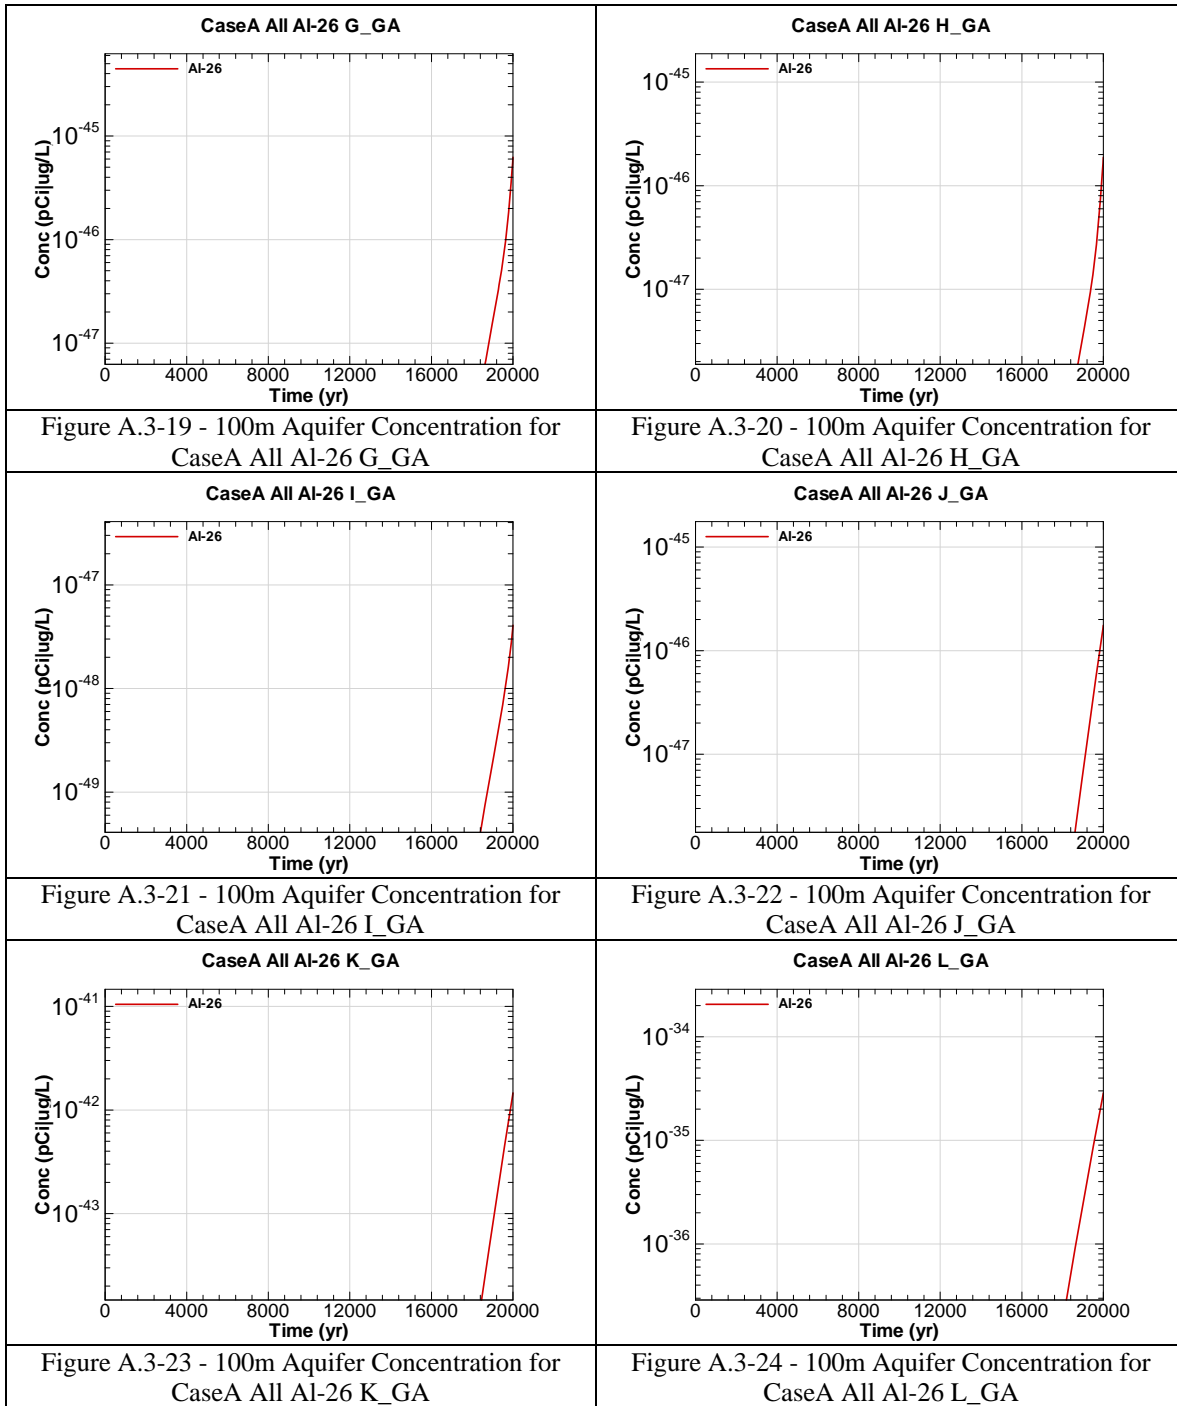 CaseA All Al-26 G_GA
Al-26
10-45
10-46
10-47
Conc (pCi|ug/L)
0 4000 8000 12000 16000 20000
Time (yr)
Figure A.3-19 - 100m Aquifer Concentration for
CaseA All Al-26 G_GA
CaseA All Al-26 H_GA
Al-26
10-45
10-46
10-47
Conc (pCi|ug/L)
0 4000 8000 12000 16000 20000
Time (yr)
Figure A.3-20 - 100m Aquifer Concentration for
CaseA All Al-26 H_GA
CaseA All Al-26 I_GA
Al-26
10-47
10-48
10-49
Conc (pCi|ug/L)
0 4000 8000 12000 16000 20000
Time (yr)
Figure A.3-21 - 100m Aquifer Concentration for
CaseA All Al-26 I_GA
CaseA All Al-26 J_GA
Al-26
10-45
10-46
10-47
Conc (pCi|ug/L)
0 4000 8000 12000 16000 20000
Time (yr)
Figure A.3-22 - 100m Aquifer Concentration for
CaseA All Al-26 J_GA
CaseA All Al-26 K_GA
Al-26
10-41
10-42
10-43
Conc (pCi|ug/L)
0 4000 8000 12000 16000 20000
Time (yr)
Figure A.3-23 - 100m Aquifer Concentration for
CaseA All Al-26 K_GA
CaseA All Al-26 L_GA
Al-26
10-34
10-35
10-36
Conc (pCi|ug/L)
0 4000 8000 12000 16000 20000
Time (yr)
Figure A.3-24 - 100m Aquifer Concentration for
CaseA All Al-26 L_GA